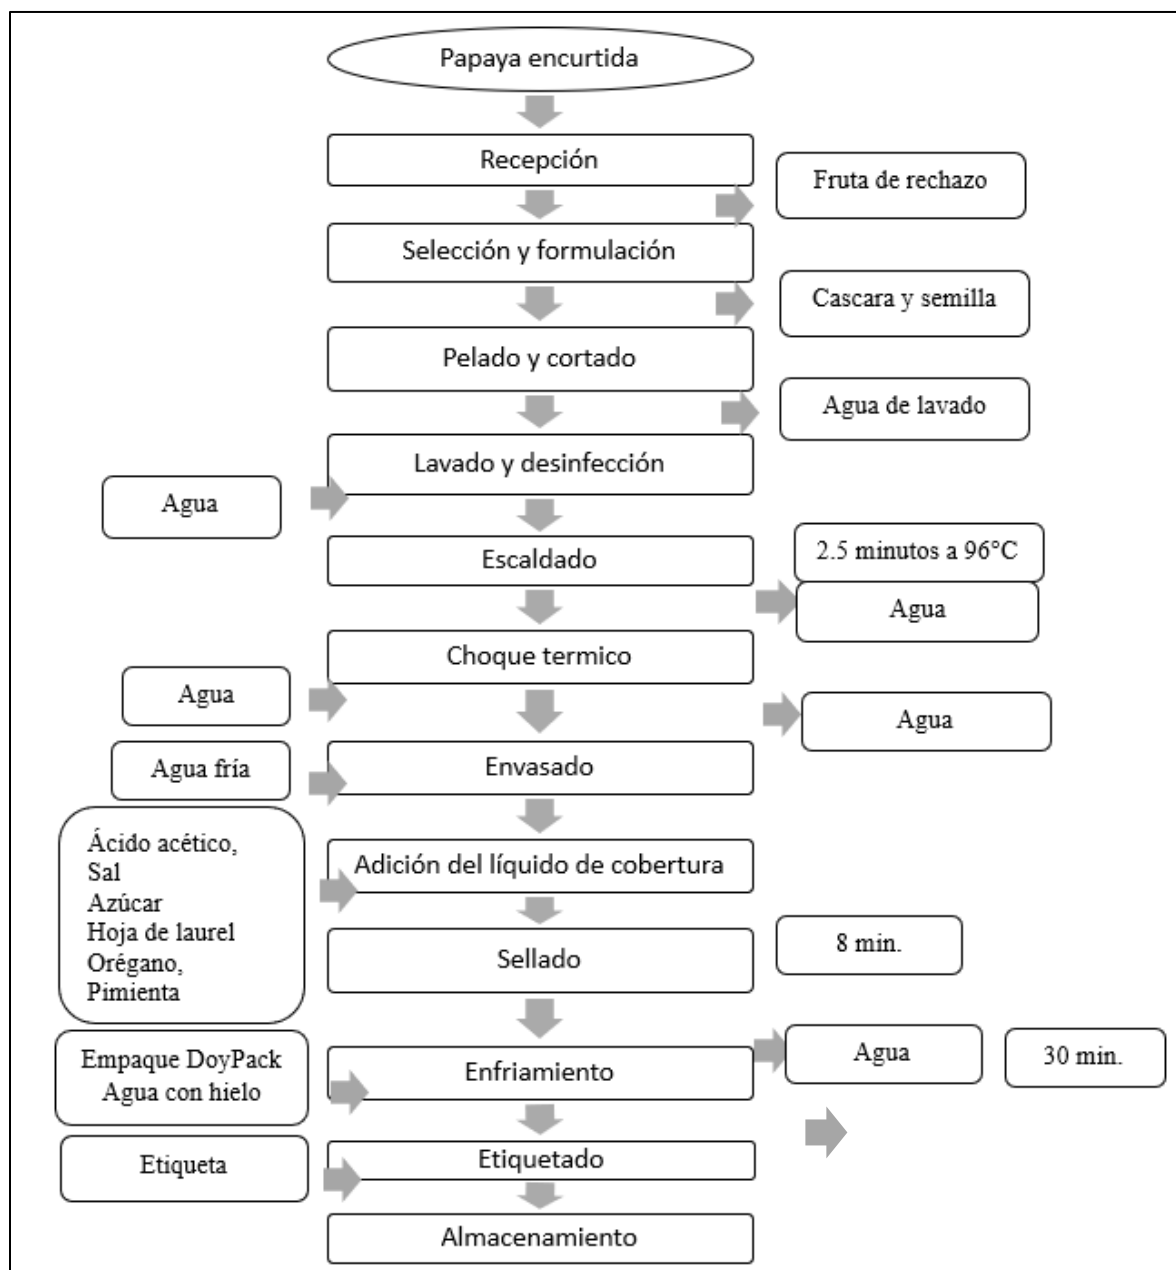 Papaya encurtida
Recepción
Fruta de rechazo
Selección y formulación
Cascara y semilla
Pelado y cortado
Agua de lavado
Lavado y desinfección
Agua
Escaldado
2.5 minutos a 96°C
Agua
Choque termico
Agua
Agua
Envasado
Agua fría
Adición del líquido de cobertura
Ácido acético,
Sal
Azúcar
Hoja de laurel
Orégano,
Pimienta
Sellado
8 min.
Enfriamiento
Agua
30 min.
Empaque DoyPack
Agua con hielo
Etiquetado
Etiqueta
Almacenamiento